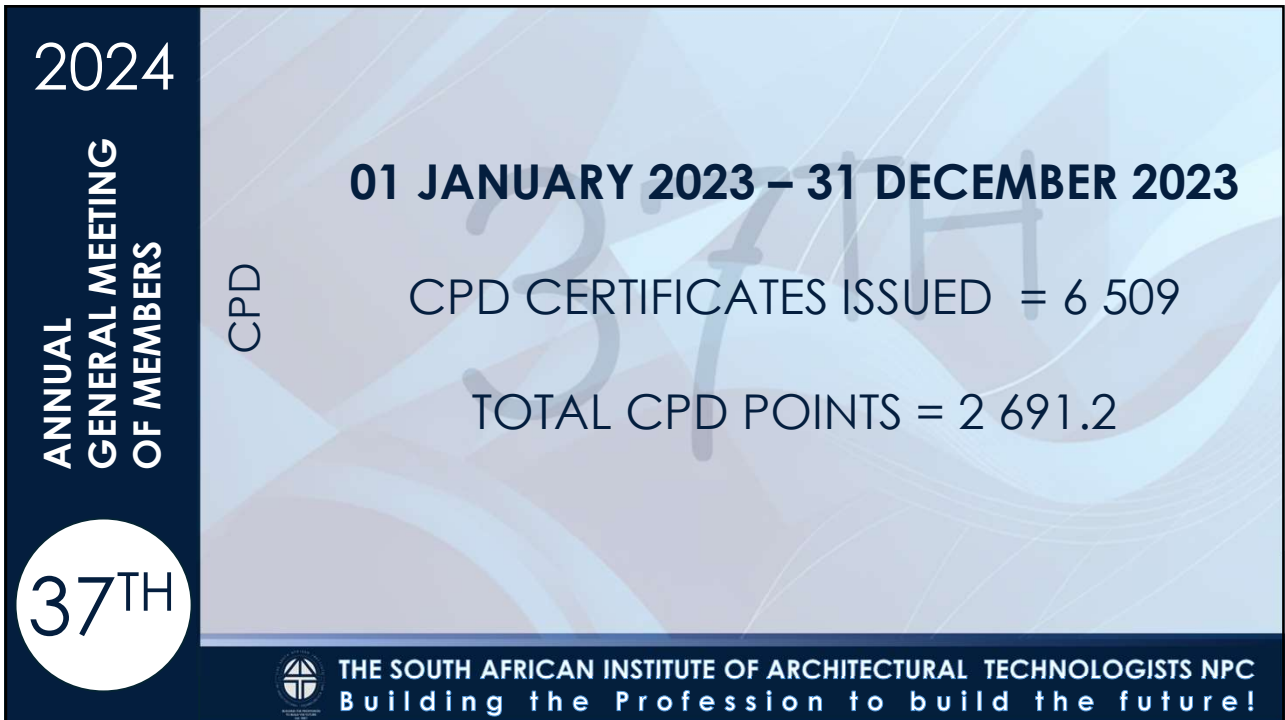 2024
ANNUAL
GENERAL MEETING
OF MEMBERS
37TH
CPD
37TH
01 JANUARY 2023 – 31 DECEMBER 2023
CPD CERTIFICATES ISSUED = 6 509
TOTAL CPD POINTS = 2 691.2
THE SOUTH AFRICAN INSTITUTE OF ARCHITECTURAL TECHNOLOGISTS NPC
Building the Profession to build the future!